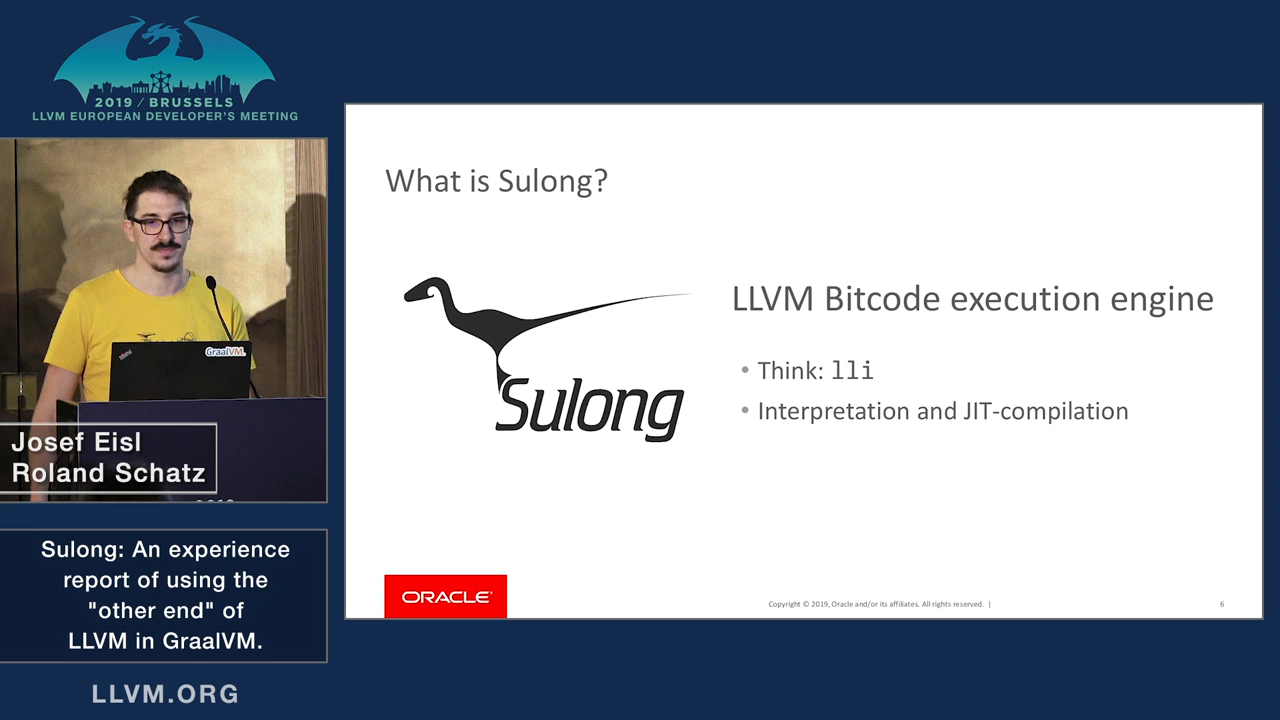 2019 / BRUSSELS
LLVM EUROPEAN DEVELOPER'S MEETING
GraalVM.
Josef Eisl
Roland Schatz
Sulong: An experience
report of using the
"other end" of
LLVM in GraalVM.
LLVM.ORG
What is Sulong?
Sulong
LLVM Bitcode execution engine
• Think: lli
• Interpretation and JIT-compilation
ORACLE®
Copyright © 2019, Oracle and/or its affiliates. All rights reserved. |
6